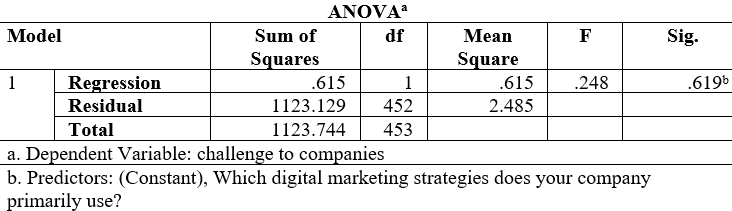 ANOVAᵃ
Model Sum of Squares df Mean Square F Sig.
1 Regression .615 1 .615 .248 .619ᵇ
Residual 1123.129 452 2.485
Total 1123.744 453
a. Dependent Variable: challenge to companies
b. Predictors: (Constant), Which digital marketing strategies does your company
primarily use?